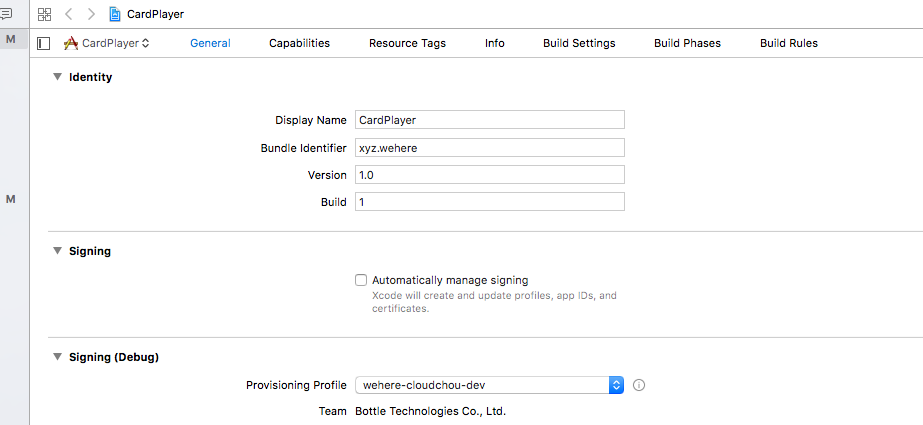 CardPlayer
M
CardPlayer
General
Capabilities
Resource Tags
Info
Build Settings
Build Phases
Build Rules
Identity
Display Name CardPlayer
Bundle Identifier xyz.wehere
Version 1.0
M
Build 1
Signing
Automatically manage signing
Xcode will create and update profiles, app IDs, and
certificates.
Signing (Debug)
Provisioning Profile wehere-cloudchou-dev
Team Bottle Technologies Co., Ltd.